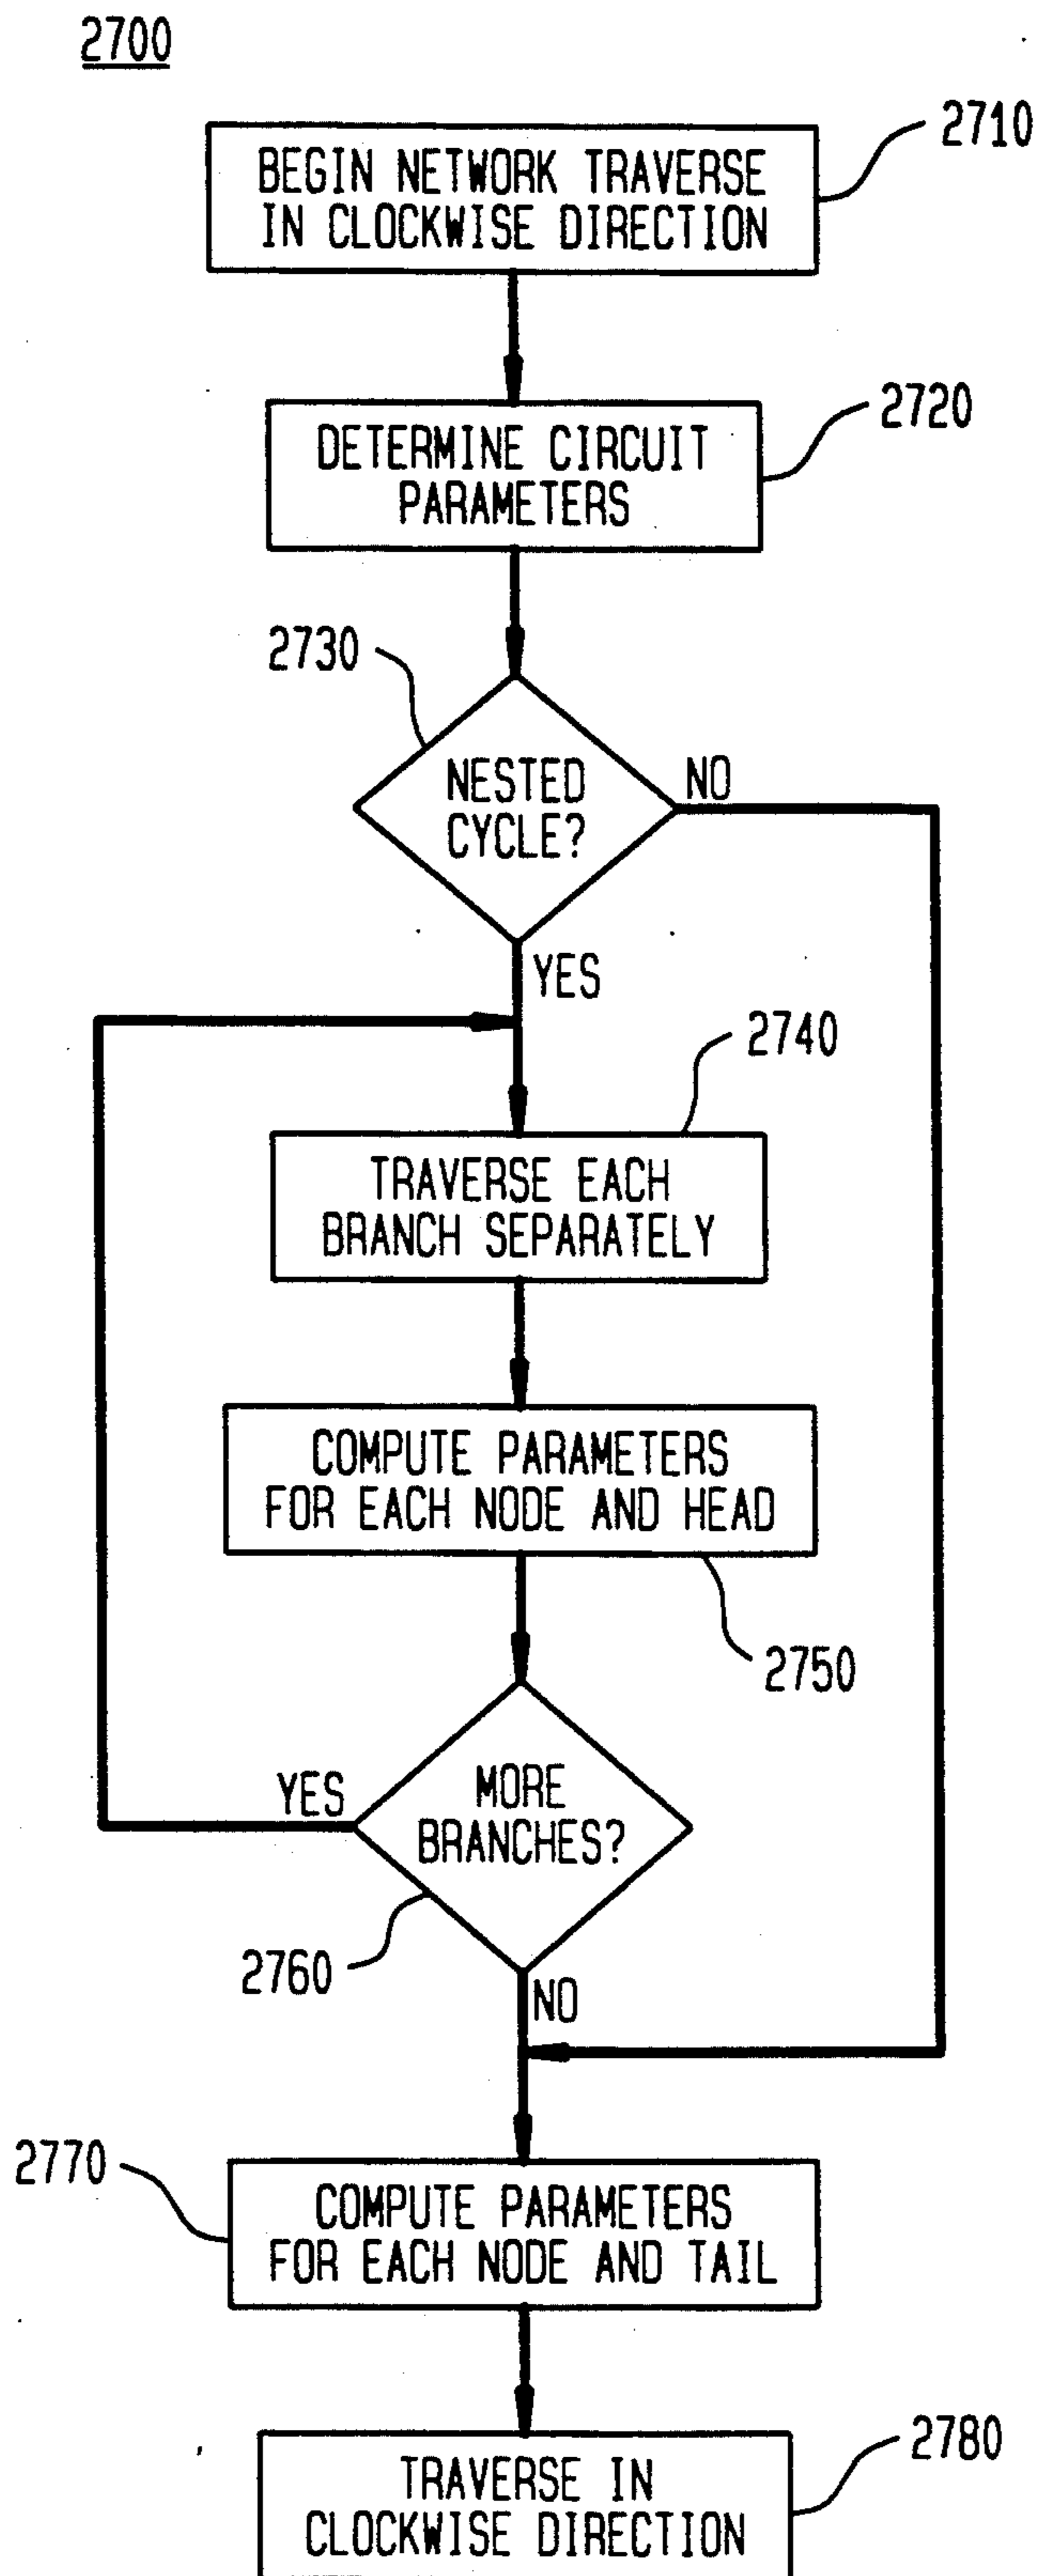 2700
2710
BEGIN NETWORK TRAVERSE
IN CLOCKWISE DIRECTION
2720
DETERMINE CIRCUIT
PARAMETERS
2730
NESTED
CYCLE?
NO
YES
2740
TRAVERSE EACH
BRANCH SEPARATELY
COMPUTE PARAMETERS
FOR EACH NODE AND HEAD
2750
YES
MORE
BRANCHES?
2760
NO
2770
COMPUTE PARAMETERS
FOR EACH NODE AND TAIL
2780
TRAVERSE IN
CLOCKWISE DIRECTION